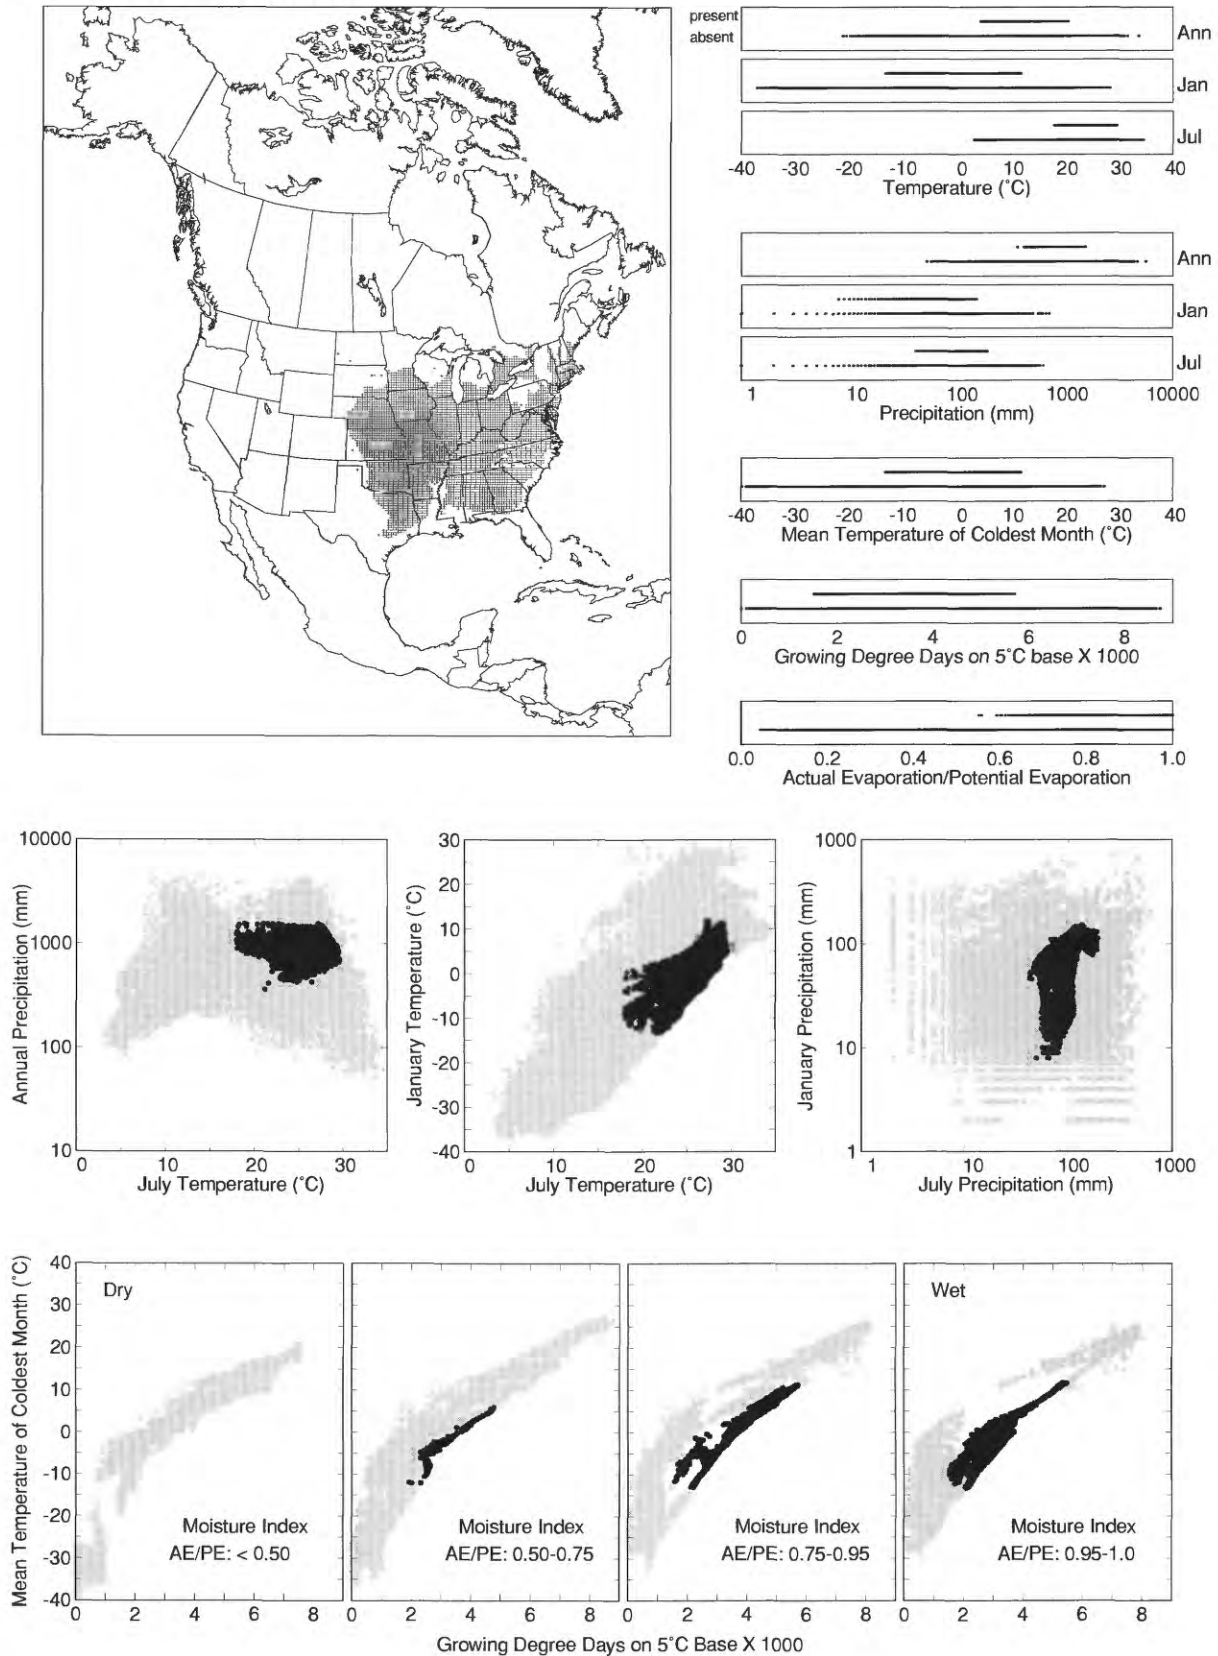 present
absent
Ann
Jan
Jul
-40 -30 -20 -10 0 10 20 30 40
Temperature (˚C)
Ann
Jan
Jul
1 10 100 1000 10000
Precipitation (mm)
-40 -30 -20 -10 0 10 20 30 40
Mean Temperature of Coldest Month (˚C)
0 2 4 6 8
Growing Degree Days on 5˚C base X 1000
0.0 0.2 0.4 0.6 0.8 1.0
Actual Evaporation/Potential Evaporation
Annual Precipitation (mm)
10000
1000
100
10
0 10 20 30
July Temperature (˚C)
January Temperature (˚C)
30
20
10
0
-10
-20
-30
-40
0 10 20 30
July Temperature (˚C)
January Precipitation (mm)
1000
100
10
1
1 10 100 1000
July Precipitation (mm)
Mean Temperature of Coldest Month (˚C)
40
30
20
10
0
-10
-20
-30
-40
Dry
Moisture Index
AE/PE: < 0.50
0 2 4 6 8
Moisture Index
AE/PE: 0.50-0.75
0 2 4 6 8
Moisture Index
AE/PE: 0.75-0.95
0 2 4 6 8
Wet
Moisture Index
AE/PE: 0.95-1.0
0 2 4 6 8
Growing Degree Days on 5˚C Base X 1000